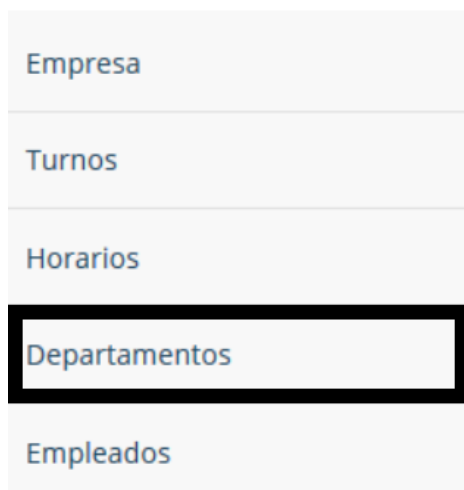 Empresa
Turnos
Horarios
Departamentos
Empleados